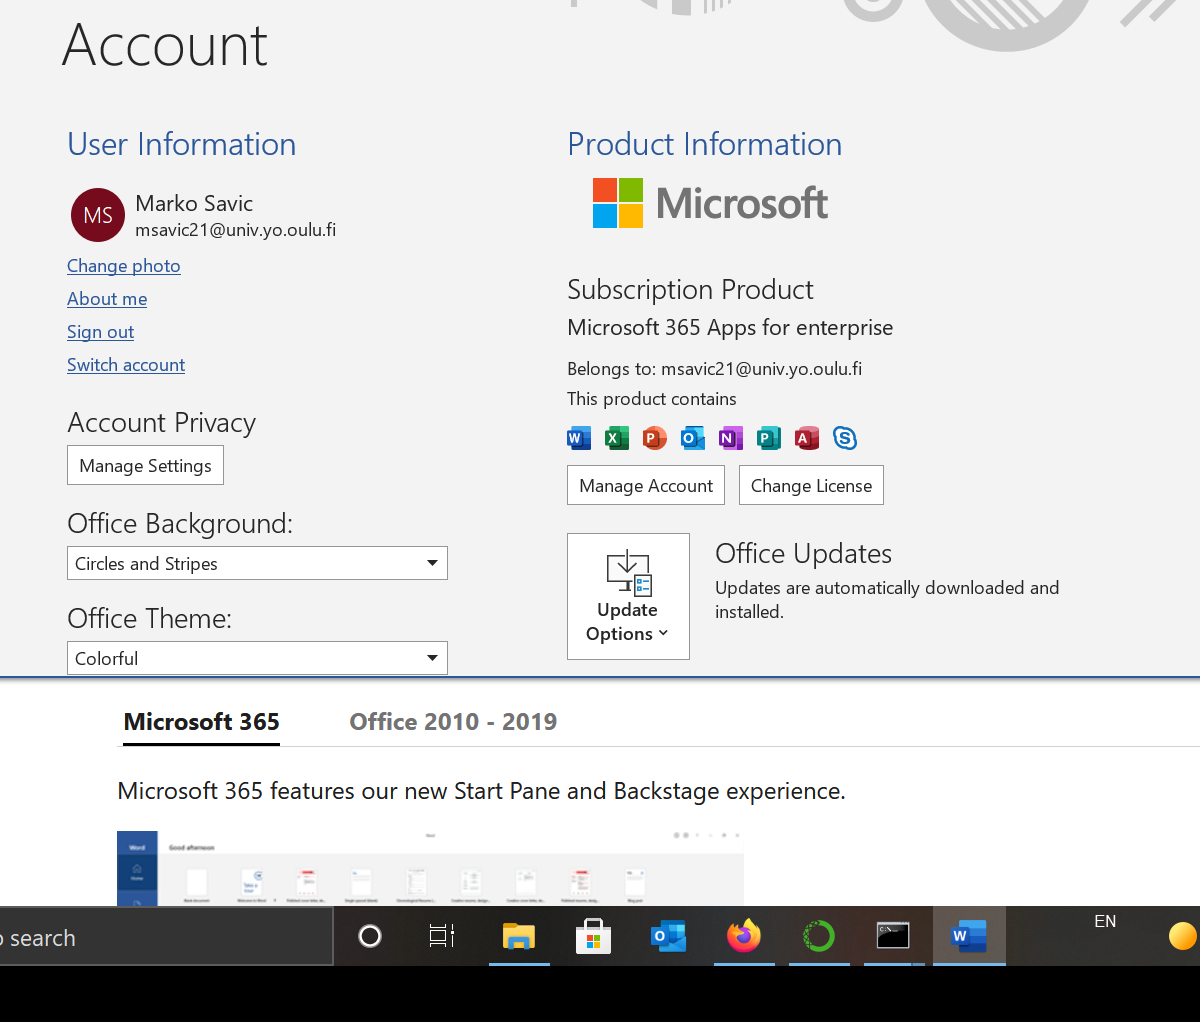 Account
User Information
MS
Marko Savic
msavic21@univ.yo.oulu.fi
Change photo
About me
Sign out
Switch account
Account Privacy
Manage Settings
Office Background:
Circles and Stripes
Office Theme:
Colorful
Product Information
Microsoft
Subscription Product
Microsoft 365 Apps for enterprise
Belongs to: msavic21@univ.yo.oulu.fi
This product contains
W X P O N P A S
Manage Account
Change License
Update
Options
Office Updates
Updates are automatically downloaded and
installed.
Microsoft 365
Office 2010 - 2019
Microsoft 365 features our new Start Pane and Backstage experience.
Word
Good afternoon
Home
search
O
C:\
W
EN